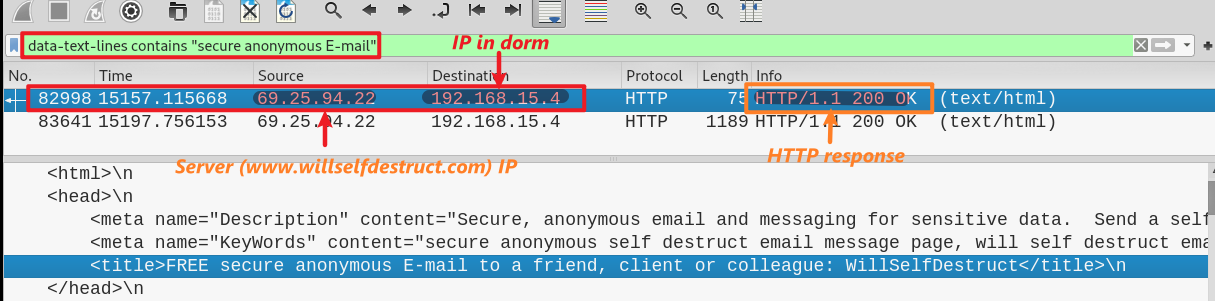 data-text-lines contains "secure anonymous E-mail"
IP in dorm
No. Time Source Destination Protocol Length Info
82998 15157.115668 69.25.94.22 192.168.15.4 HTTP 75 HTTP/1.1 200 OK (text/html)
83641 15197.756153 69.25.94.22 192.168.15.4 HTTP 1189 HTTP/1.1 200 OK (text/html)
Server (www.willselfdestruct.com) IP
HTTP response
<html>\n
<head>\n
<meta name="Description" content="Secure, anonymous email and messaging for sensitive data.  Send a self
<meta name="KeyWords" content="secure anonymous self destruct email message page, will self destruct ema
<title>FREE secure anonymous E-mail to a friend, client or colleague: WillSelfDestruct</title>\n
</head>\n